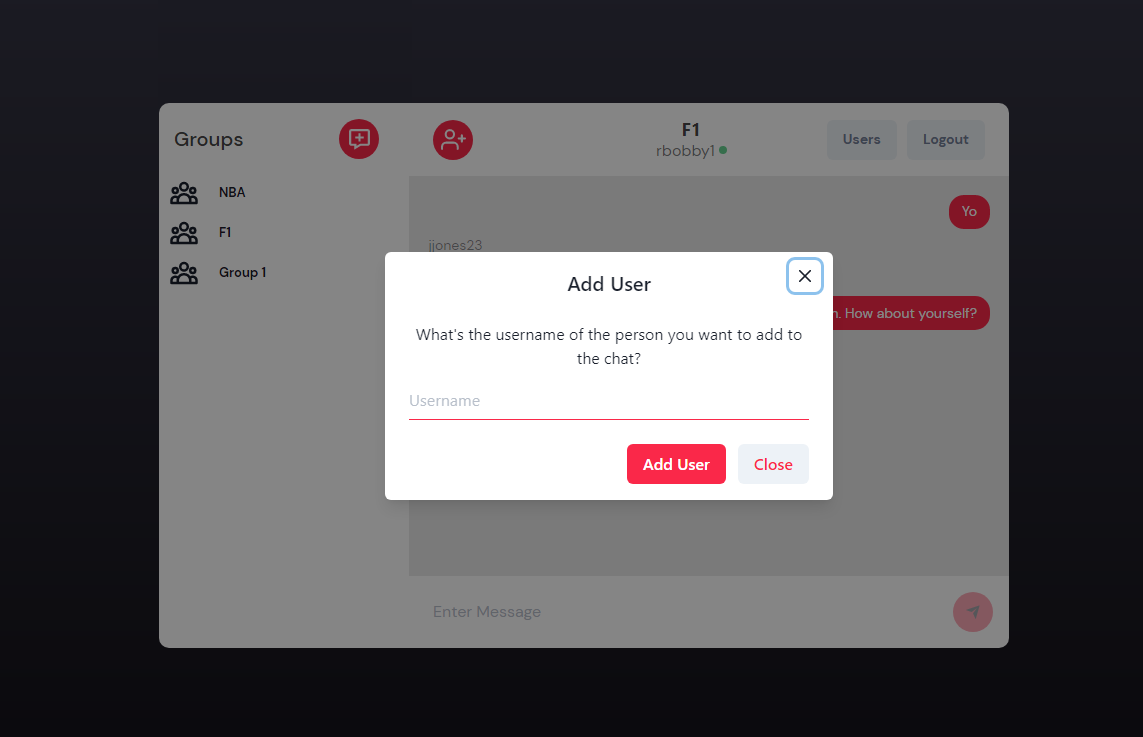 Groups
NBA
F1
Group 1
F1
rbobby1
Users
Logout
Yo
jjones23
. How about yourself?
Add User
What's the username of the person you want to add to
the chat?
Username
Add User
Close
Enter Message